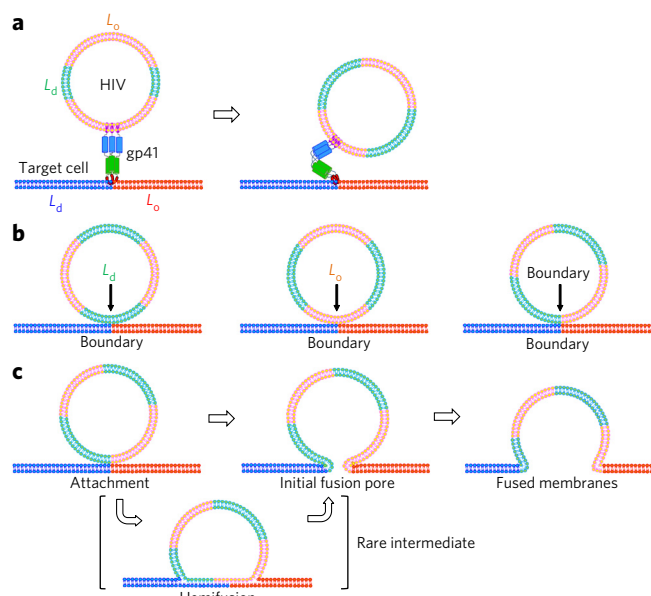 a
Lo
Ld
HIV
gp41
Target cell
Ld
Lo
b
Ld
Lo
Boundary
Boundary
Boundary
Boundary
c
Attachment
Initial fusion pore
Fused membranes
Rare intermediate